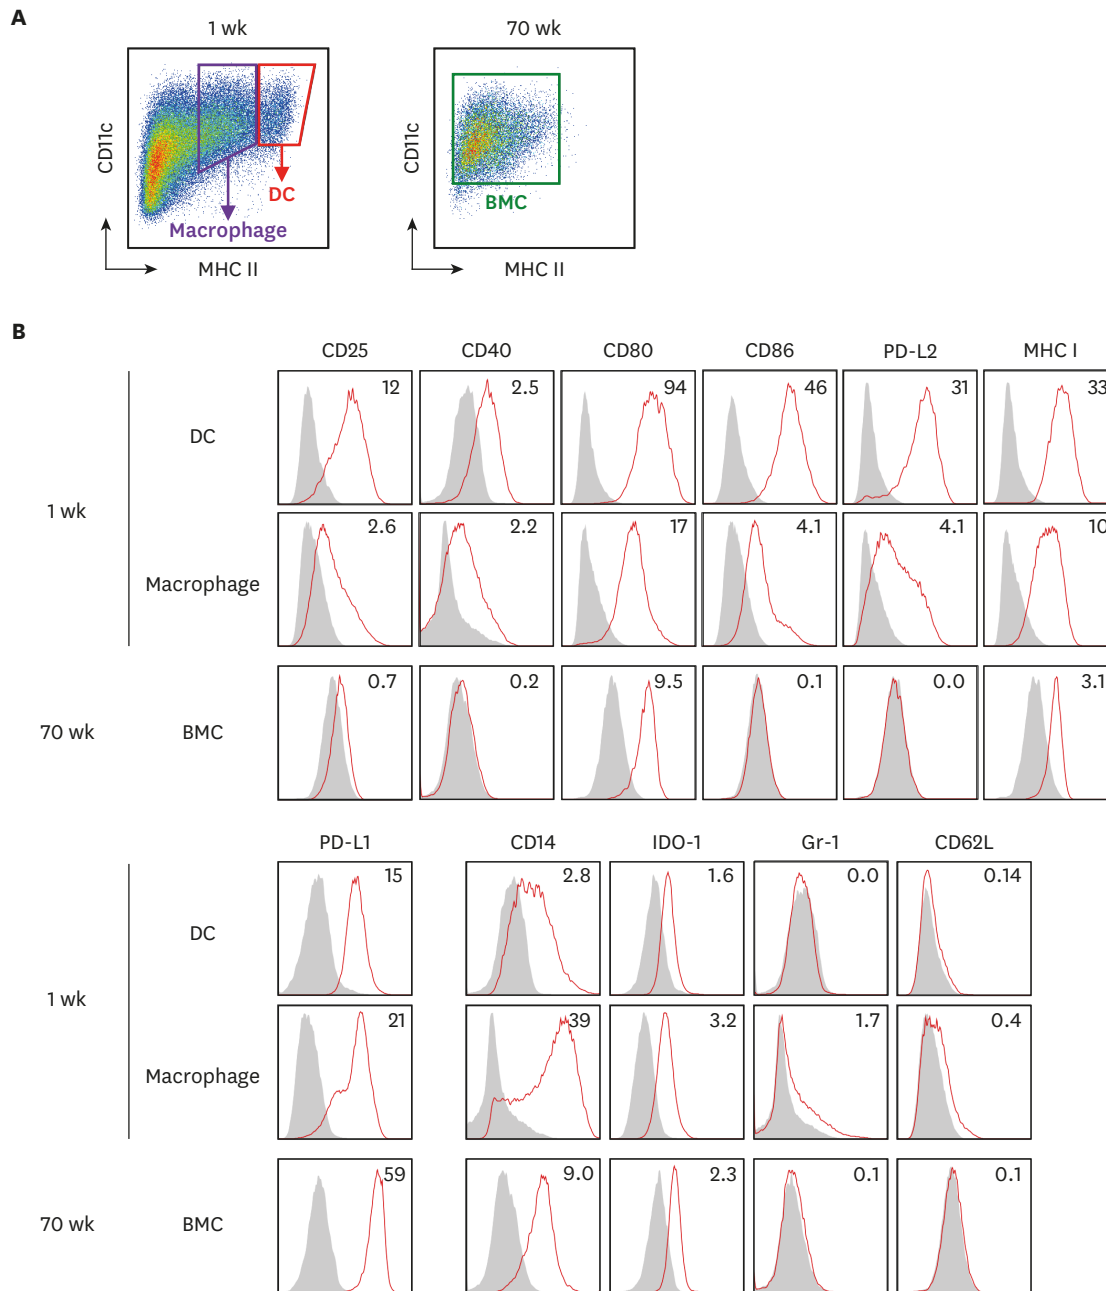 A
1 wk 70 wk
CD11c CD11c
DC
Macrophage
BMC
MHC II MHC II
B
CD25 CD40 CD80 CD86 PD-L2 MHC I
12 2.5 94 46 31 33
DC
1 wk
2.6 2.2 17 4.1 4.1 10
Macrophage
0.7 0.2 9.5 0.1 0.0 3.1
70 wk BMC
PD-L1 CD14 IDO-1 Gr-1 CD62L
15 2.8 1.6 0.0 0.14
DC
1 wk
21 39 3.2 1.7 0.4
Macrophage
59 9.0 2.3 0.1 0.1
70 wk BMC